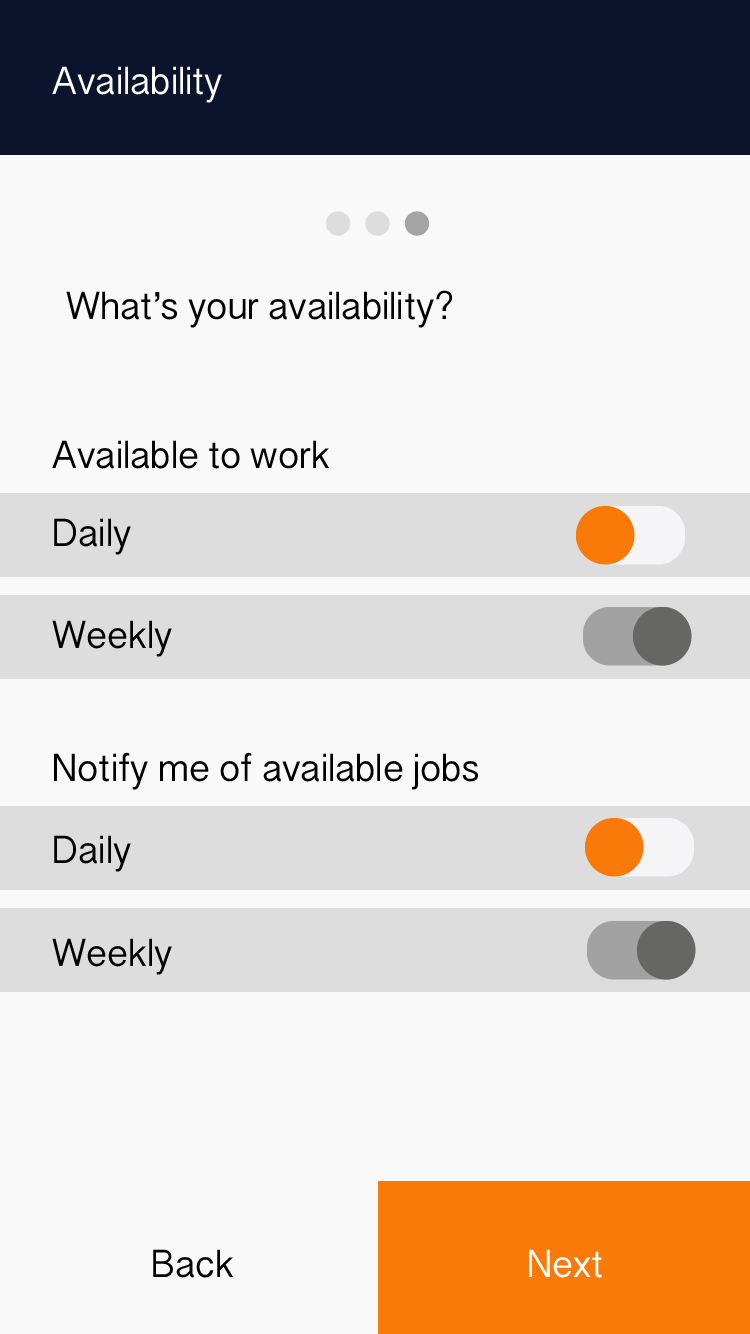 Availability
What’s your availability?
Available to work
Daily
Weekly
Notify me of available jobs
Daily
Weekly
Back
Next